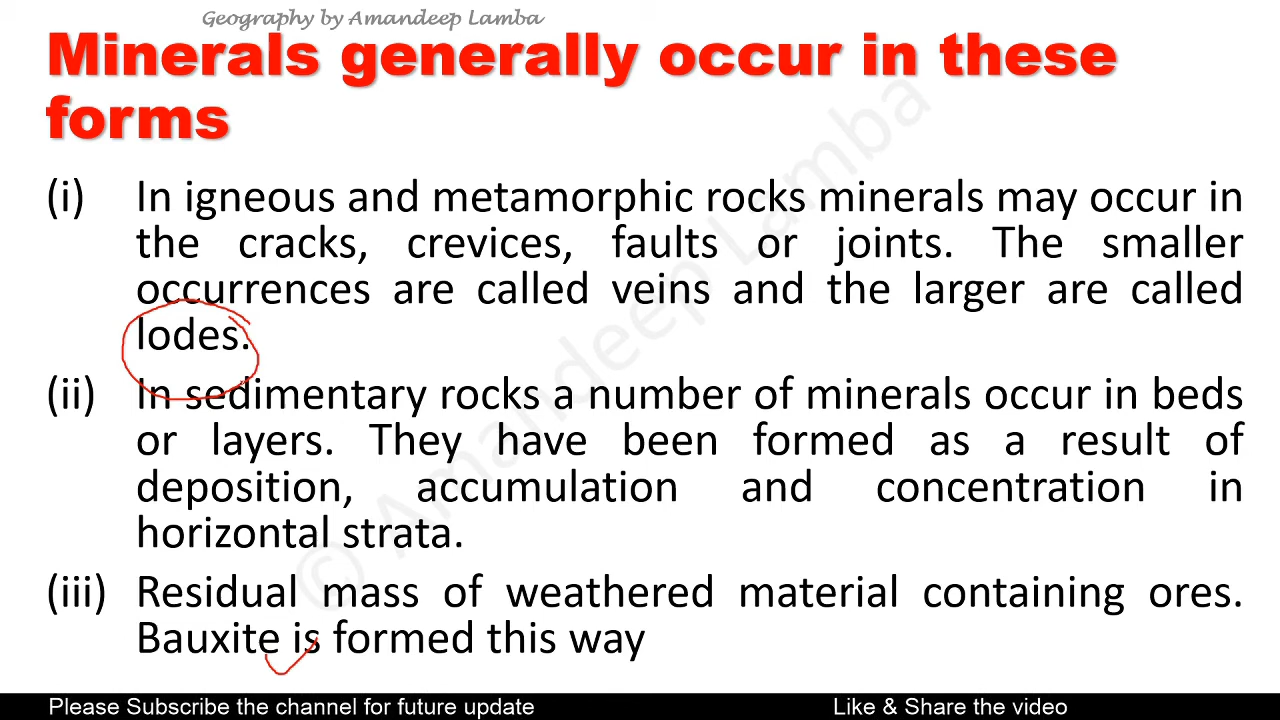 Geography by Amandeep Lamba
Minerals generally occur in these
forms
(i) In igneous and metamorphic rocks minerals may occur in
the cracks, crevices, faults or joints. The smaller
occurrences are called veins and the larger are called
lodes.
(ii) In sedimentary rocks a number of minerals occur in beds
or layers. They have been formed as a result of
deposition, accumulation and concentration in
horizontal strata.
(iii) Residual mass of weathered material containing ores.
Bauxite is formed this way
© Amandeep Lamba
Please Subscribe the channel for future update
Like & Share the video